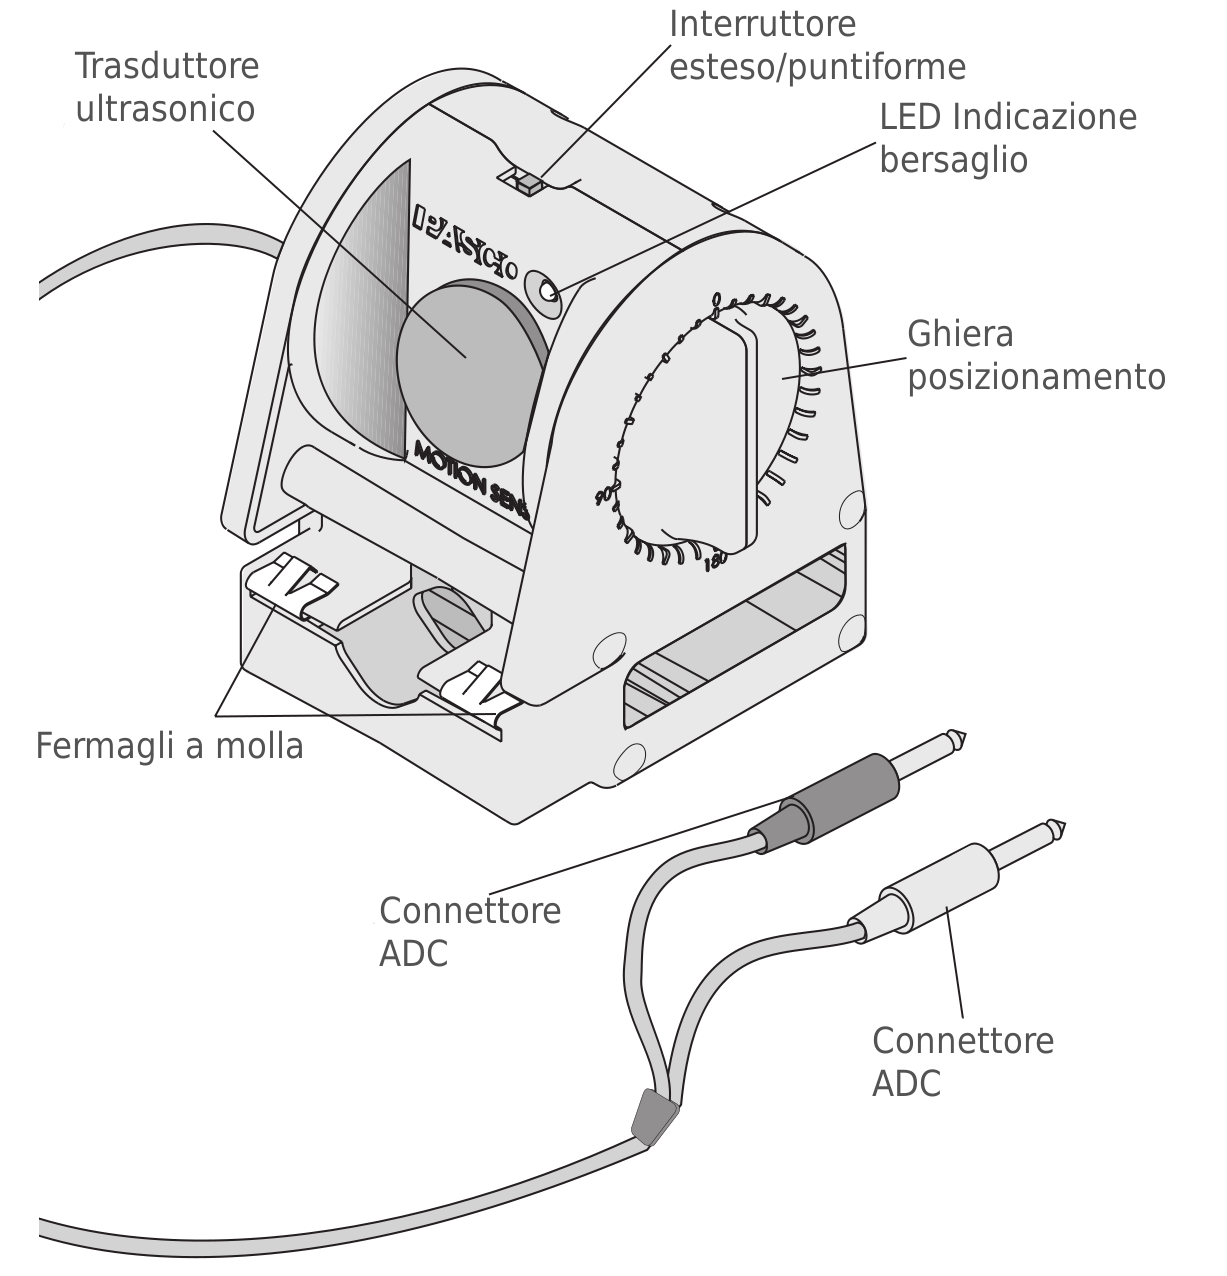 Interruttore
esteso/puntiforme
Trasduttore
ultrasonico
LED Indicazione
bersaglio
PASCO
0
Ghiera
posizionamento
MOTION SENS
90
180
Fermagli a molla
Connettore
ADC
Connettore
ADC